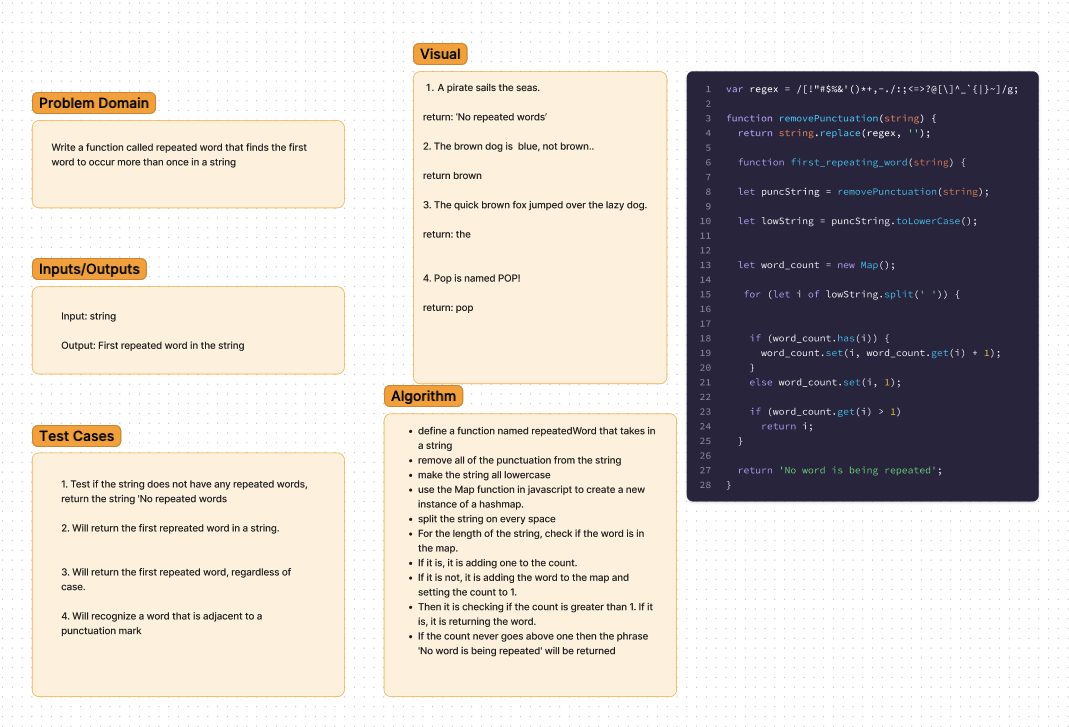 Problem Domain
Write a function called repeated word that finds the first
word to occur more than once in a string
Inputs/Outputs
Input: string
Output: First repeated word in the string
Test Cases
1. Test if the string does not have any repeated words,
return the string 'No repeated words
2. Will return the first repreated word in a string.
3. Will return the first repeated word, regardless of
case.
4. Will recognize a word that is adjacent to a
punctuation mark
Visual
1. A pirate sails the seas.
return: 'No repeated words'
2. The brown dog is  blue, not brown..
return brown
3. The quick brown fox jumped over the lazy dog.
return: the
4. Pop is named POP!
return: pop
Algorithm
• define a function named repeatedWord that takes in
a string
• remove all of the punctuation from the string
• make the string all lowercase
• use the Map function in javascript to create a new
instance of a hashmap.
• split the string on every space
• For the length of the string, check if the word is in
the map.
• If it is, it is adding one to the count.
• If it is not, it is adding the word to the map and
setting the count to 1.
• Then it is checking if the count is greater than 1. If it
is, it is returning the word.
• If the count never goes above one then the phrase
'No word is being repeated' will be returned
1 var regex = /[!"#$%&'()*+,-./:;<=>?@[\]^_`{|}~]/g;
2
3 function removePunctuation(string) {
4   return string.replace(regex, '');
5
6   function first_repeating_word(string) {
7
8   let puncString = removePunctuation(string);
9
10   let lowString = puncString.toLowerCase();
11
12
13   let word_count = new Map();
14
15    for (let i of lowString.split(' ')) {
16
17
18     if (word_count.has(i)) {
19       word_count.set(i, word_count.get(i) + 1);
20     }
21     else word_count.set(i, 1);
22
23     if (word_count.get(i) > 1)
24       return i;
25   }
26
27   return 'No word is being repeated';
28 }